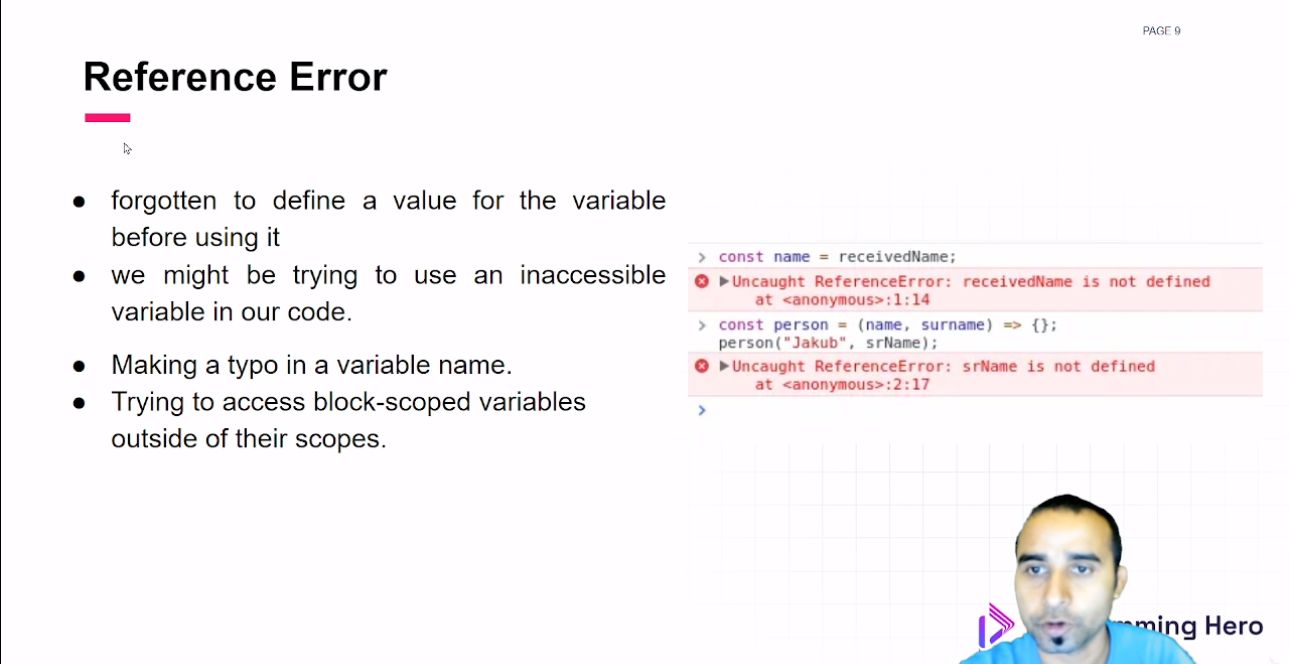 PAGE 9
Reference Error
● forgotten to define a value for the variable
before using it
● we might be trying to use an inaccessible
variable in our code.
● Making a typo in a variable name.
● Trying to access block-scoped variables
outside of their scopes.
> const name = receivedName;
▶Uncaught ReferenceError: receivedName is not defined
at <anonymous>:1:14
> const person = (name, surname) => {};
person("Jakub", srName);
▶Uncaught ReferenceError: srName is not defined
at <anonymous>:2:17
>
Hero